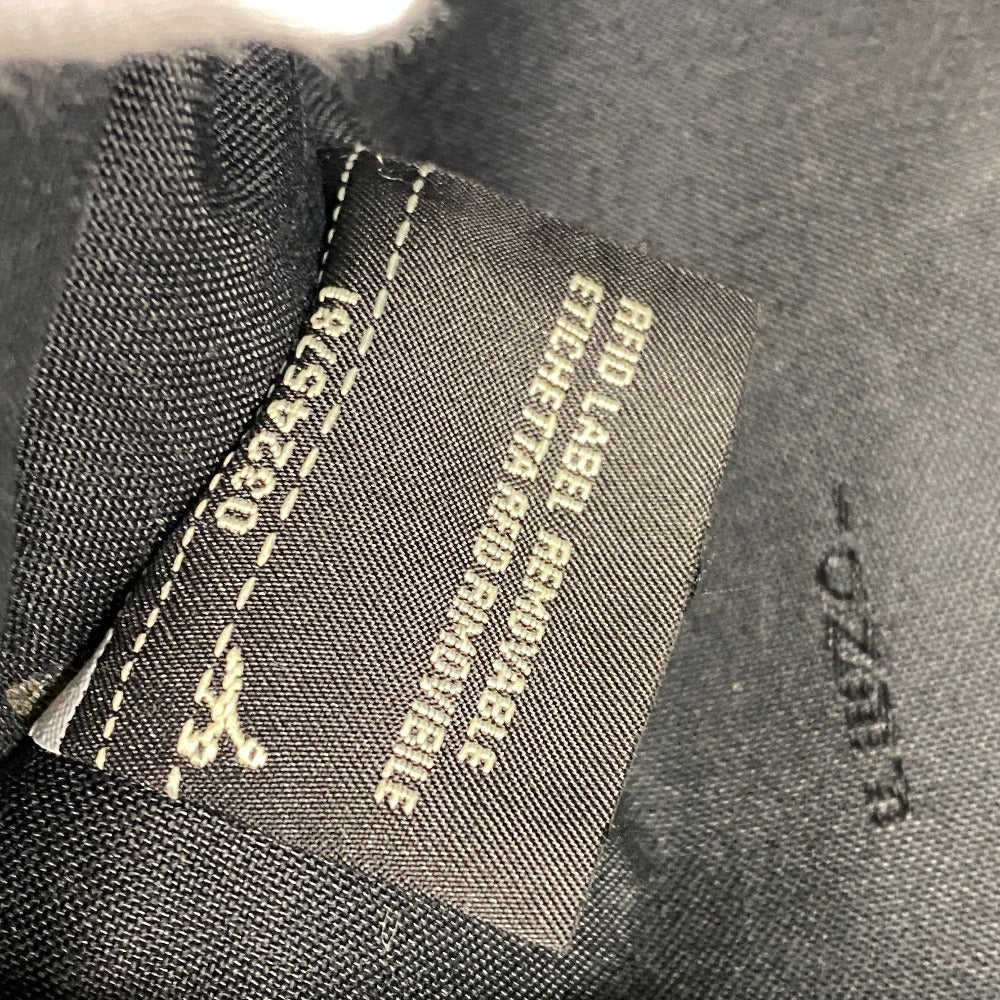 RFID LABEL REMOVABLE
ETICHETTA RFID RIMOVIBILE
03245781